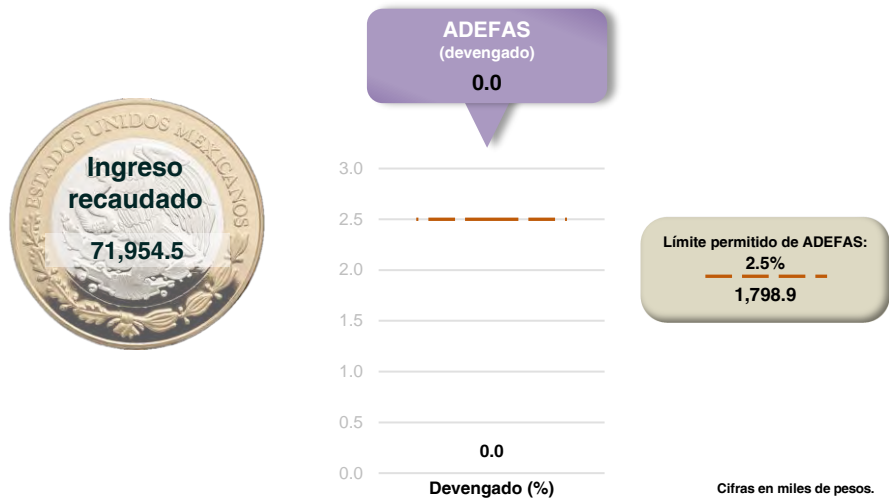 ADEFAS
(devengado)
0.0
ESTADOS UNIDOS MEXICANOS
Ingreso
recaudado
71,954.5
3.0
2.5
2.0
1.5
1.0
0.5
0.0
0.0
Devengado (%)
Límite permitido de ADEFAS:
2.5%
1,798.9
Cifras en miles de pesos.